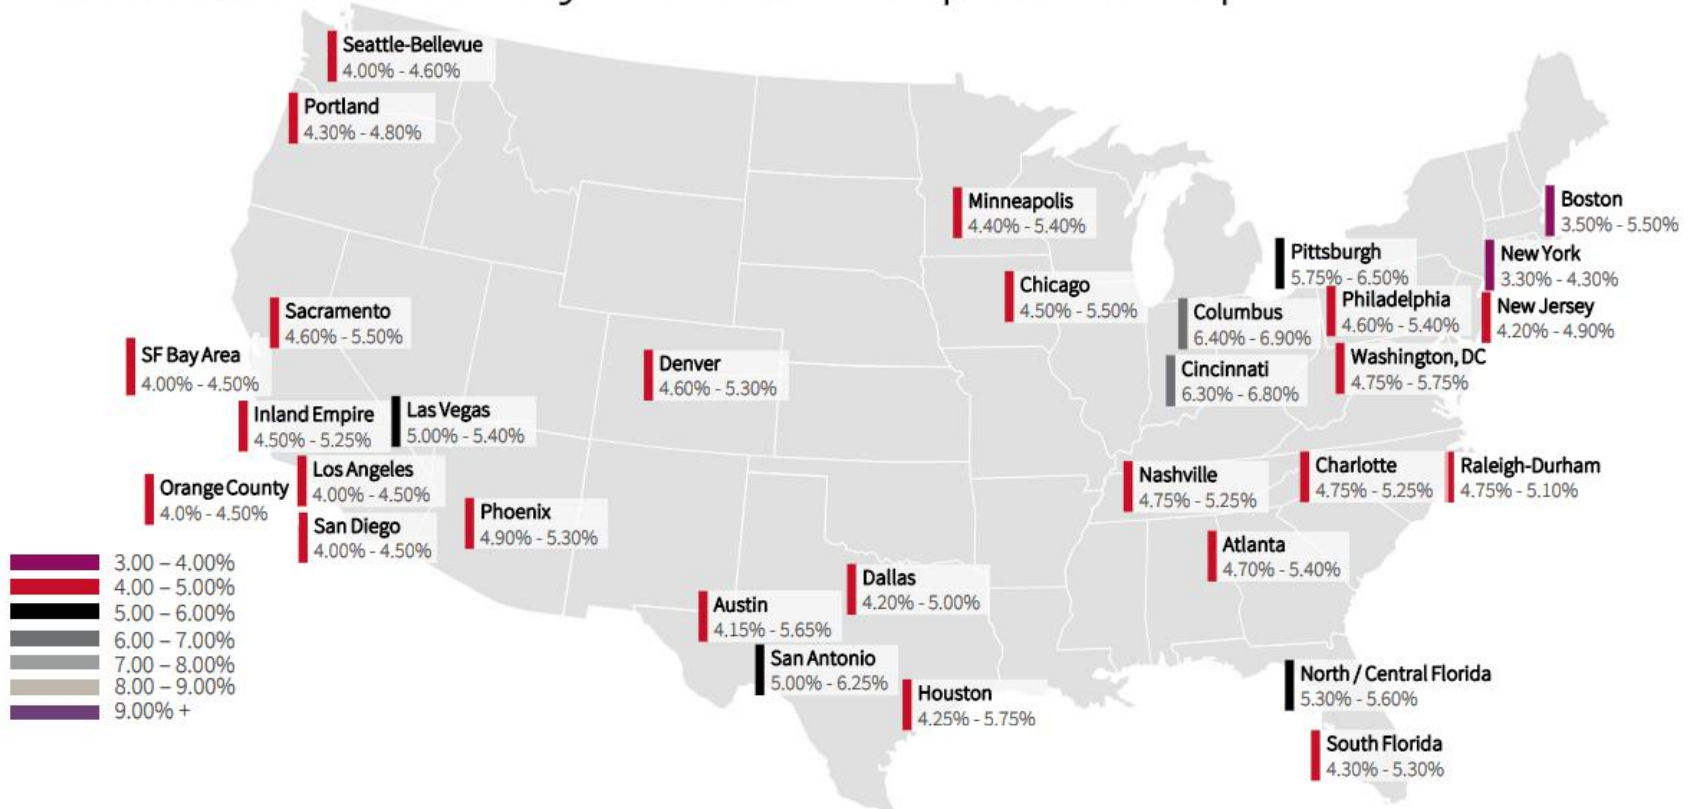 Seattle-Bellevue
4.00% - 4.60%
Portland
4.30% - 4.80%
Minneapolis
4.40% - 5.40%
Boston
3.50% - 5.50%
Pittsburgh
5.75% - 6.50%
New York
3.30% - 4.30%
Chicago
4.50% - 5.50%
Philadelphia
4.60% - 5.40%
New Jersey
4.20% - 4.90%
Sacramento
4.60% - 5.50%
Columbus
6.40% - 6.90%
SF Bay Area
4.00% - 4.50%
Denver
4.60% - 5.30%
Cincinnati
6.30% - 6.80%
Washington, DC
4.75% - 5.75%
Inland Empire
4.50% - 5.25%
Las Vegas
5.00% - 5.40%
Los Angeles
4.00% - 4.50%
Nashville
4.75% - 5.25%
Charlotte
4.75% - 5.25%
Raleigh-Durham
4.75% - 5.10%
Orange County
4.0% - 4.50%
San Diego
4.00% - 4.50%
Phoenix
4.90% - 5.30%
Atlanta
4.70% - 5.40%
Dallas
4.20% - 5.00%
Austin
4.15% - 5.65%
San Antonio
5.00% - 6.25%
Houston
4.25% - 5.75%
North / Central Florida
5.30% - 5.60%
South Florida
4.30% - 5.30%
3.00 – 4.00%
4.00 – 5.00%
5.00 – 6.00%
6.00 – 7.00%
7.00 – 8.00%
8.00 – 9.00%
9.00% +